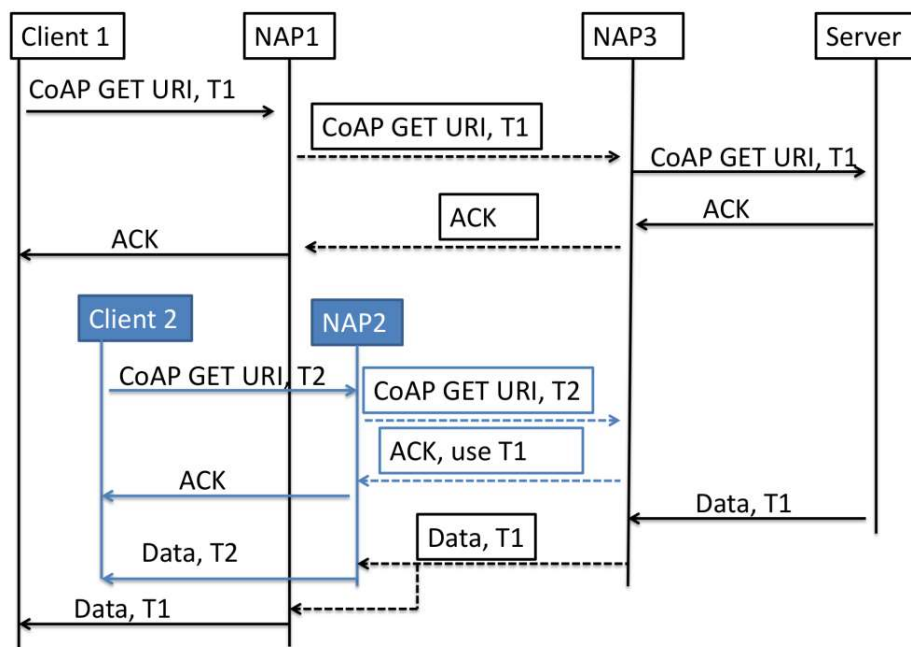 Client 1
NAP1
NAP3
Server
CoAP GET URI, T1
CoAP GET URI, T1
CoAP GET URI, T1
ACK
ACK
ACK
Client 2
NAP2
CoAP GET URI, T2
CoAP GET URI, T2
ACK, use T1
ACK
Data, T1
Data, T1
Data, T2
Data, T1